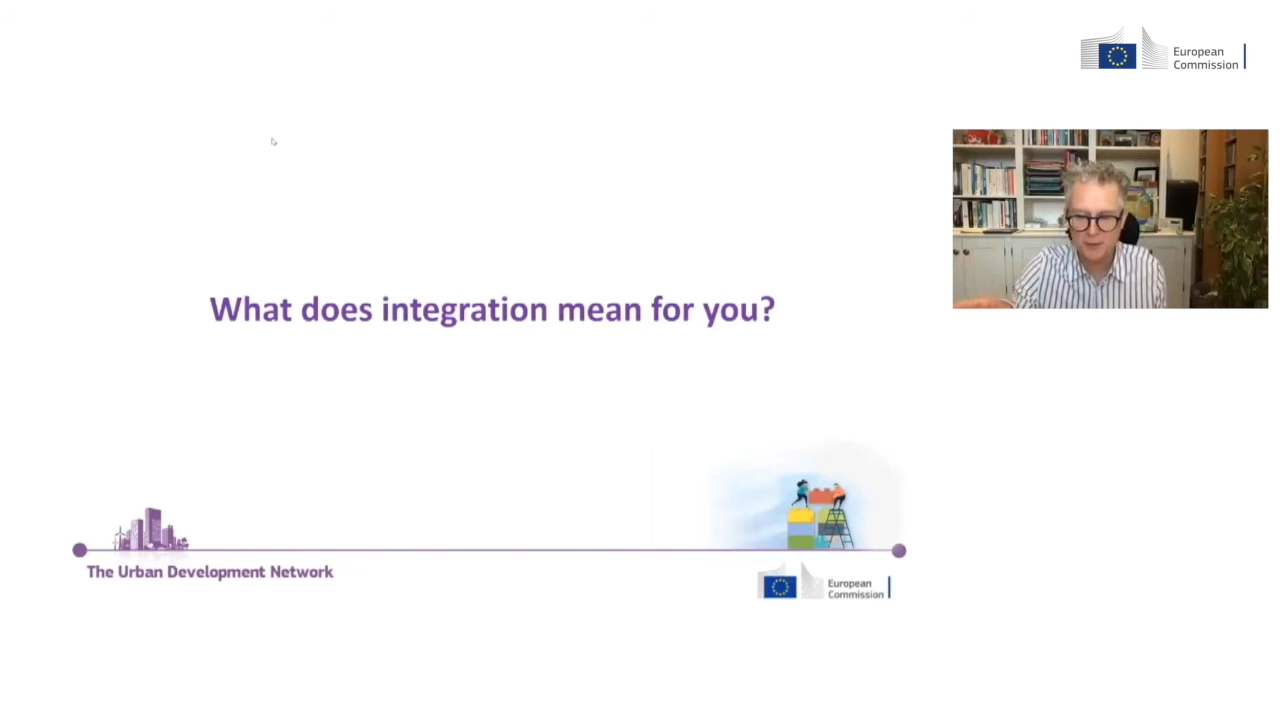 European
Commission
What does integration mean for you?
The Urban Development Network
European
Commission